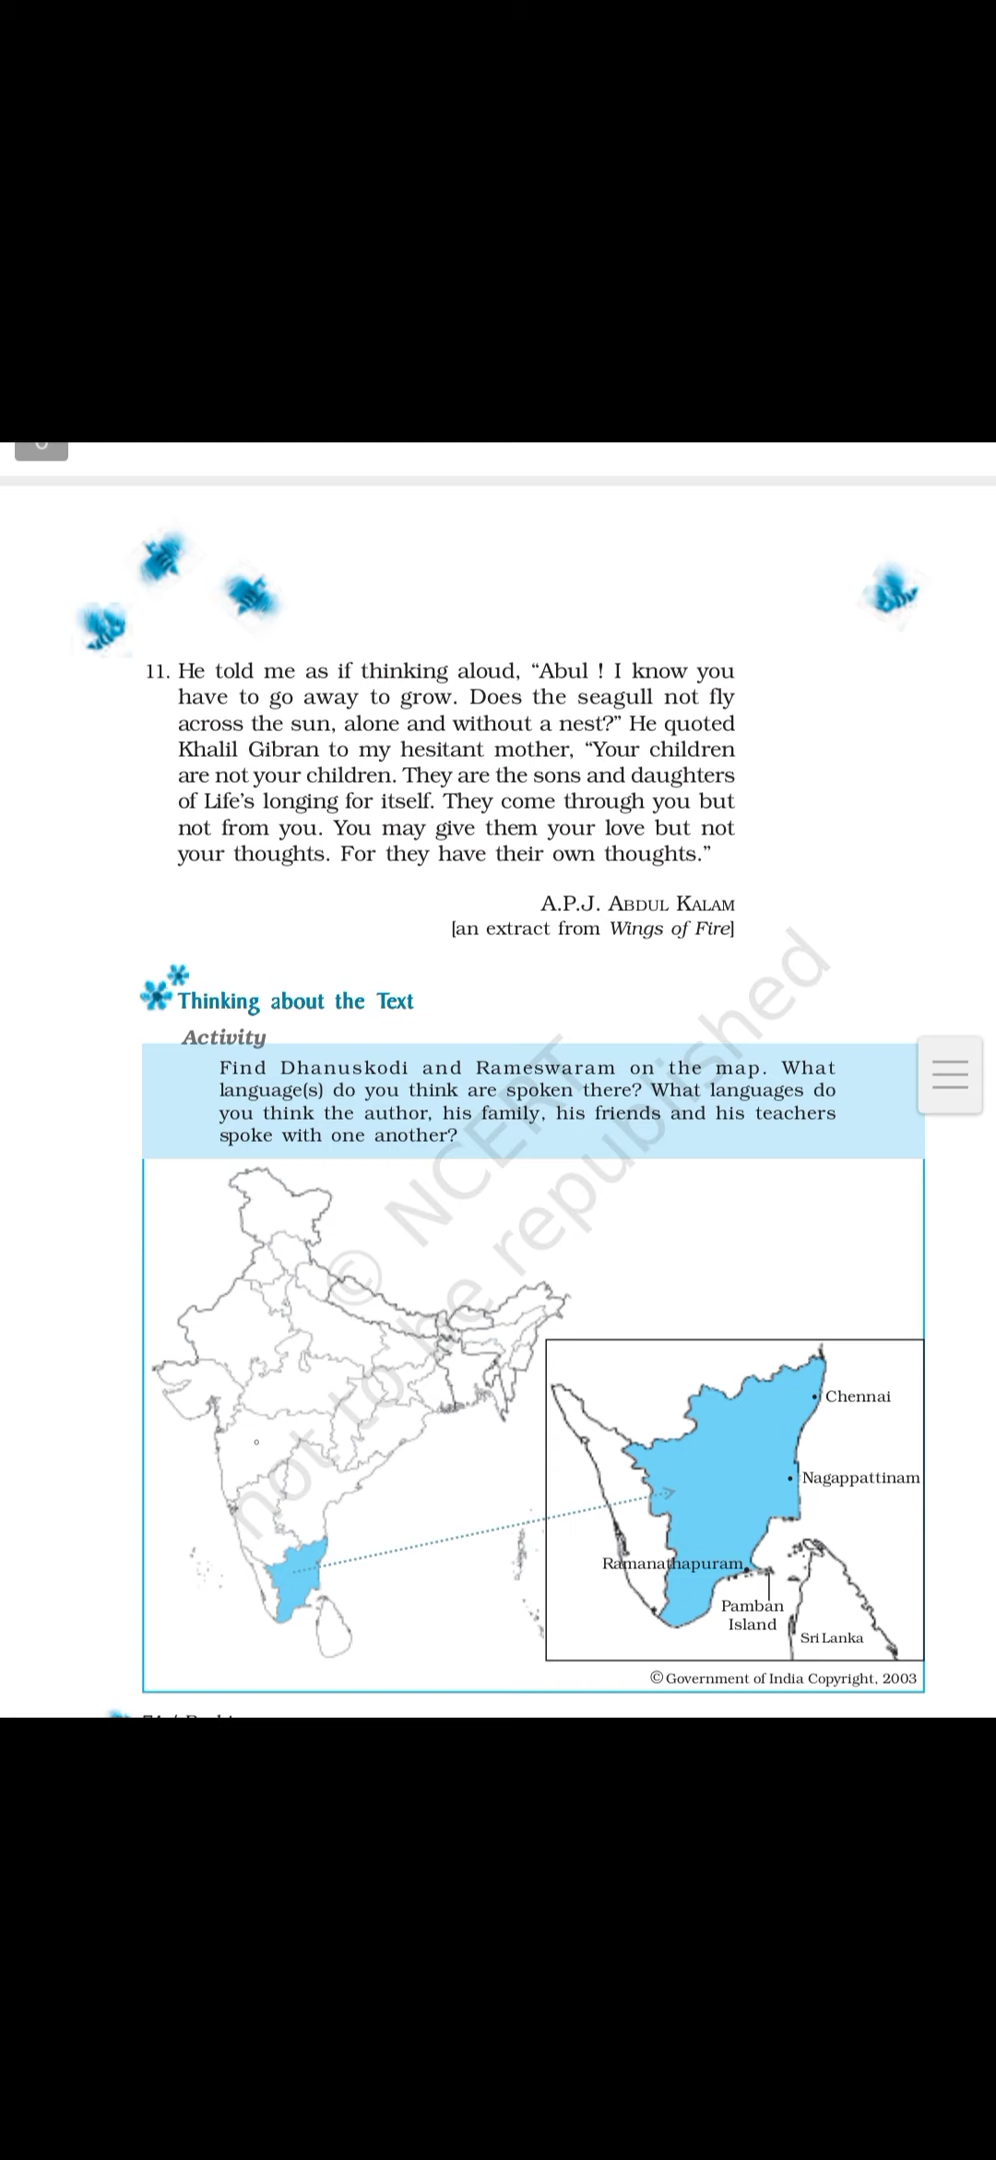 11. He told me as if thinking aloud, “Abul ! I know you
have to go away to grow. Does the seagull not fly
across the sun, alone and without a nest?” He quoted
Khalil Gibran to my hesitant mother, “Your children
are not your children. They are the sons and daughters
of Life’s longing for itself. They come through you but
not from you. You may give them your love but not
your thoughts. For they have their own thoughts.”
A.P.J. ABDUL KALAM
[an extract from Wings of Fire]
Thinking about the Text
Activity
Find Dhanuskodi and Rameswaram on the map. What
language(s) do you think are spoken there? What languages do
you think the author, his family, his friends and his teachers
spoke with one another?
© NCERT
not to be republished
Chennai
Nagappattinam
Ramanathapuram
Pamban
Island
Sri Lanka
© Government of India Copyright, 2003